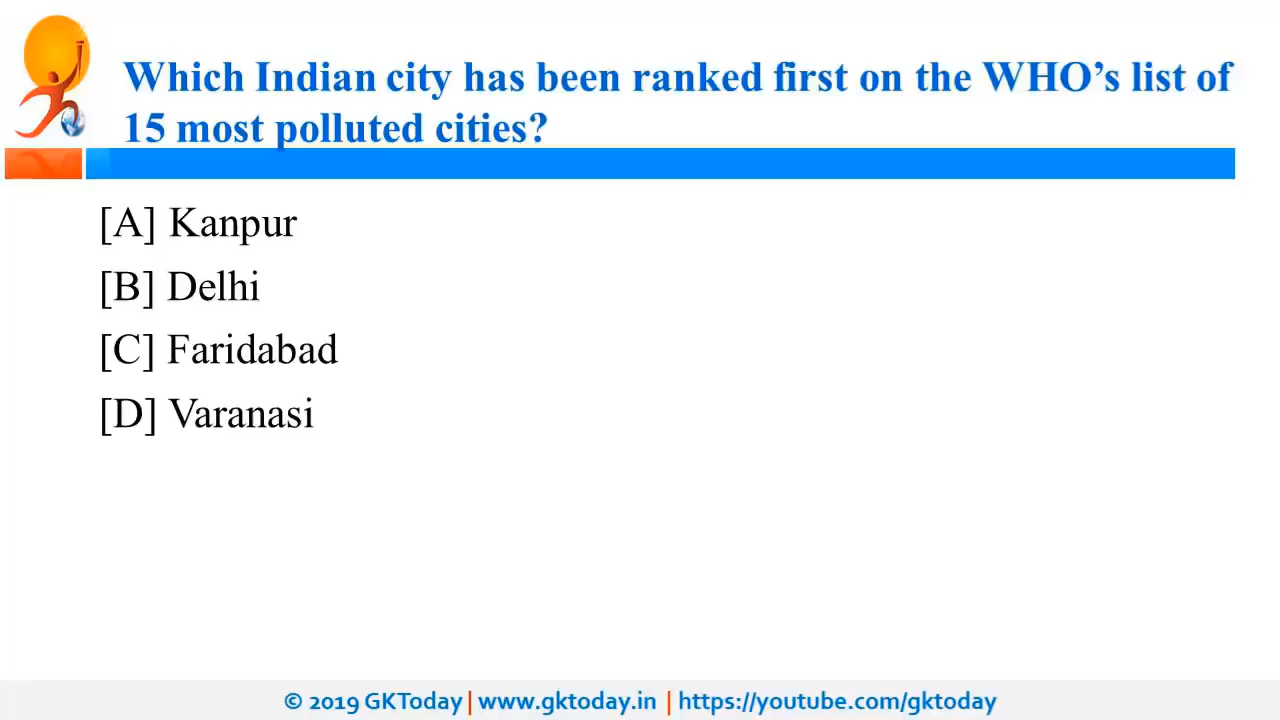 Which Indian city has been ranked first on the WHO’s list of
15 most polluted cities?
[A] Kanpur
[B] Delhi
[C] Faridabad
[D] Varanasi
© 2019 GKToday | www.gktoday.in | https://youtube.com/gktoday